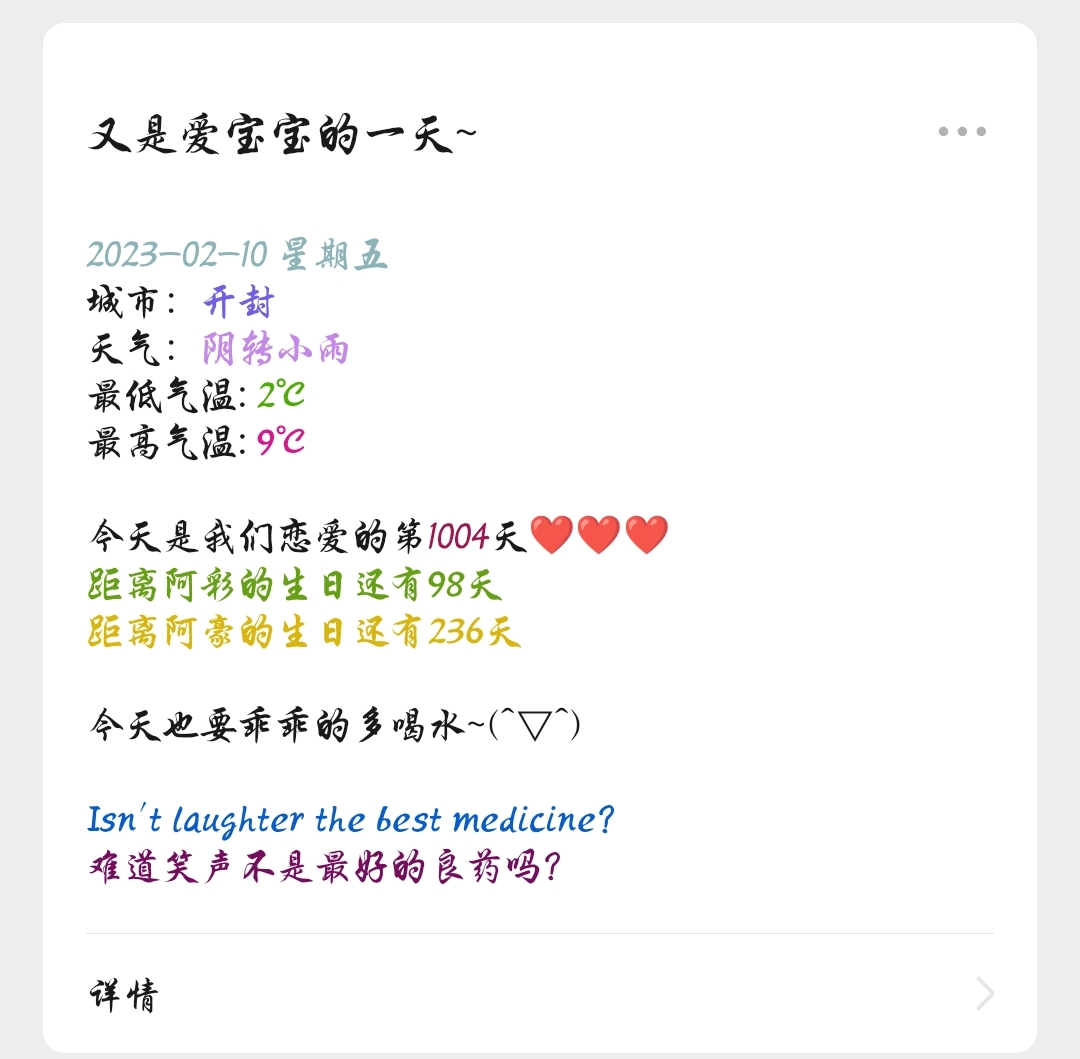 又是爱宝宝的一天~
2023-02-10 星期五
城市：开封
天气：阴转小雨
最低气温: 2℃
最高气温: 9℃
今天是我们恋爱的第1004天❤️❤️❤️
距离阿彩的生日还有98天
距离阿豪的生日还有236天
今天也要乖乖的多喝水~(^▽^)
Isn't laughter the best medicine?
难道笑声不是最好的良药吗？
详情